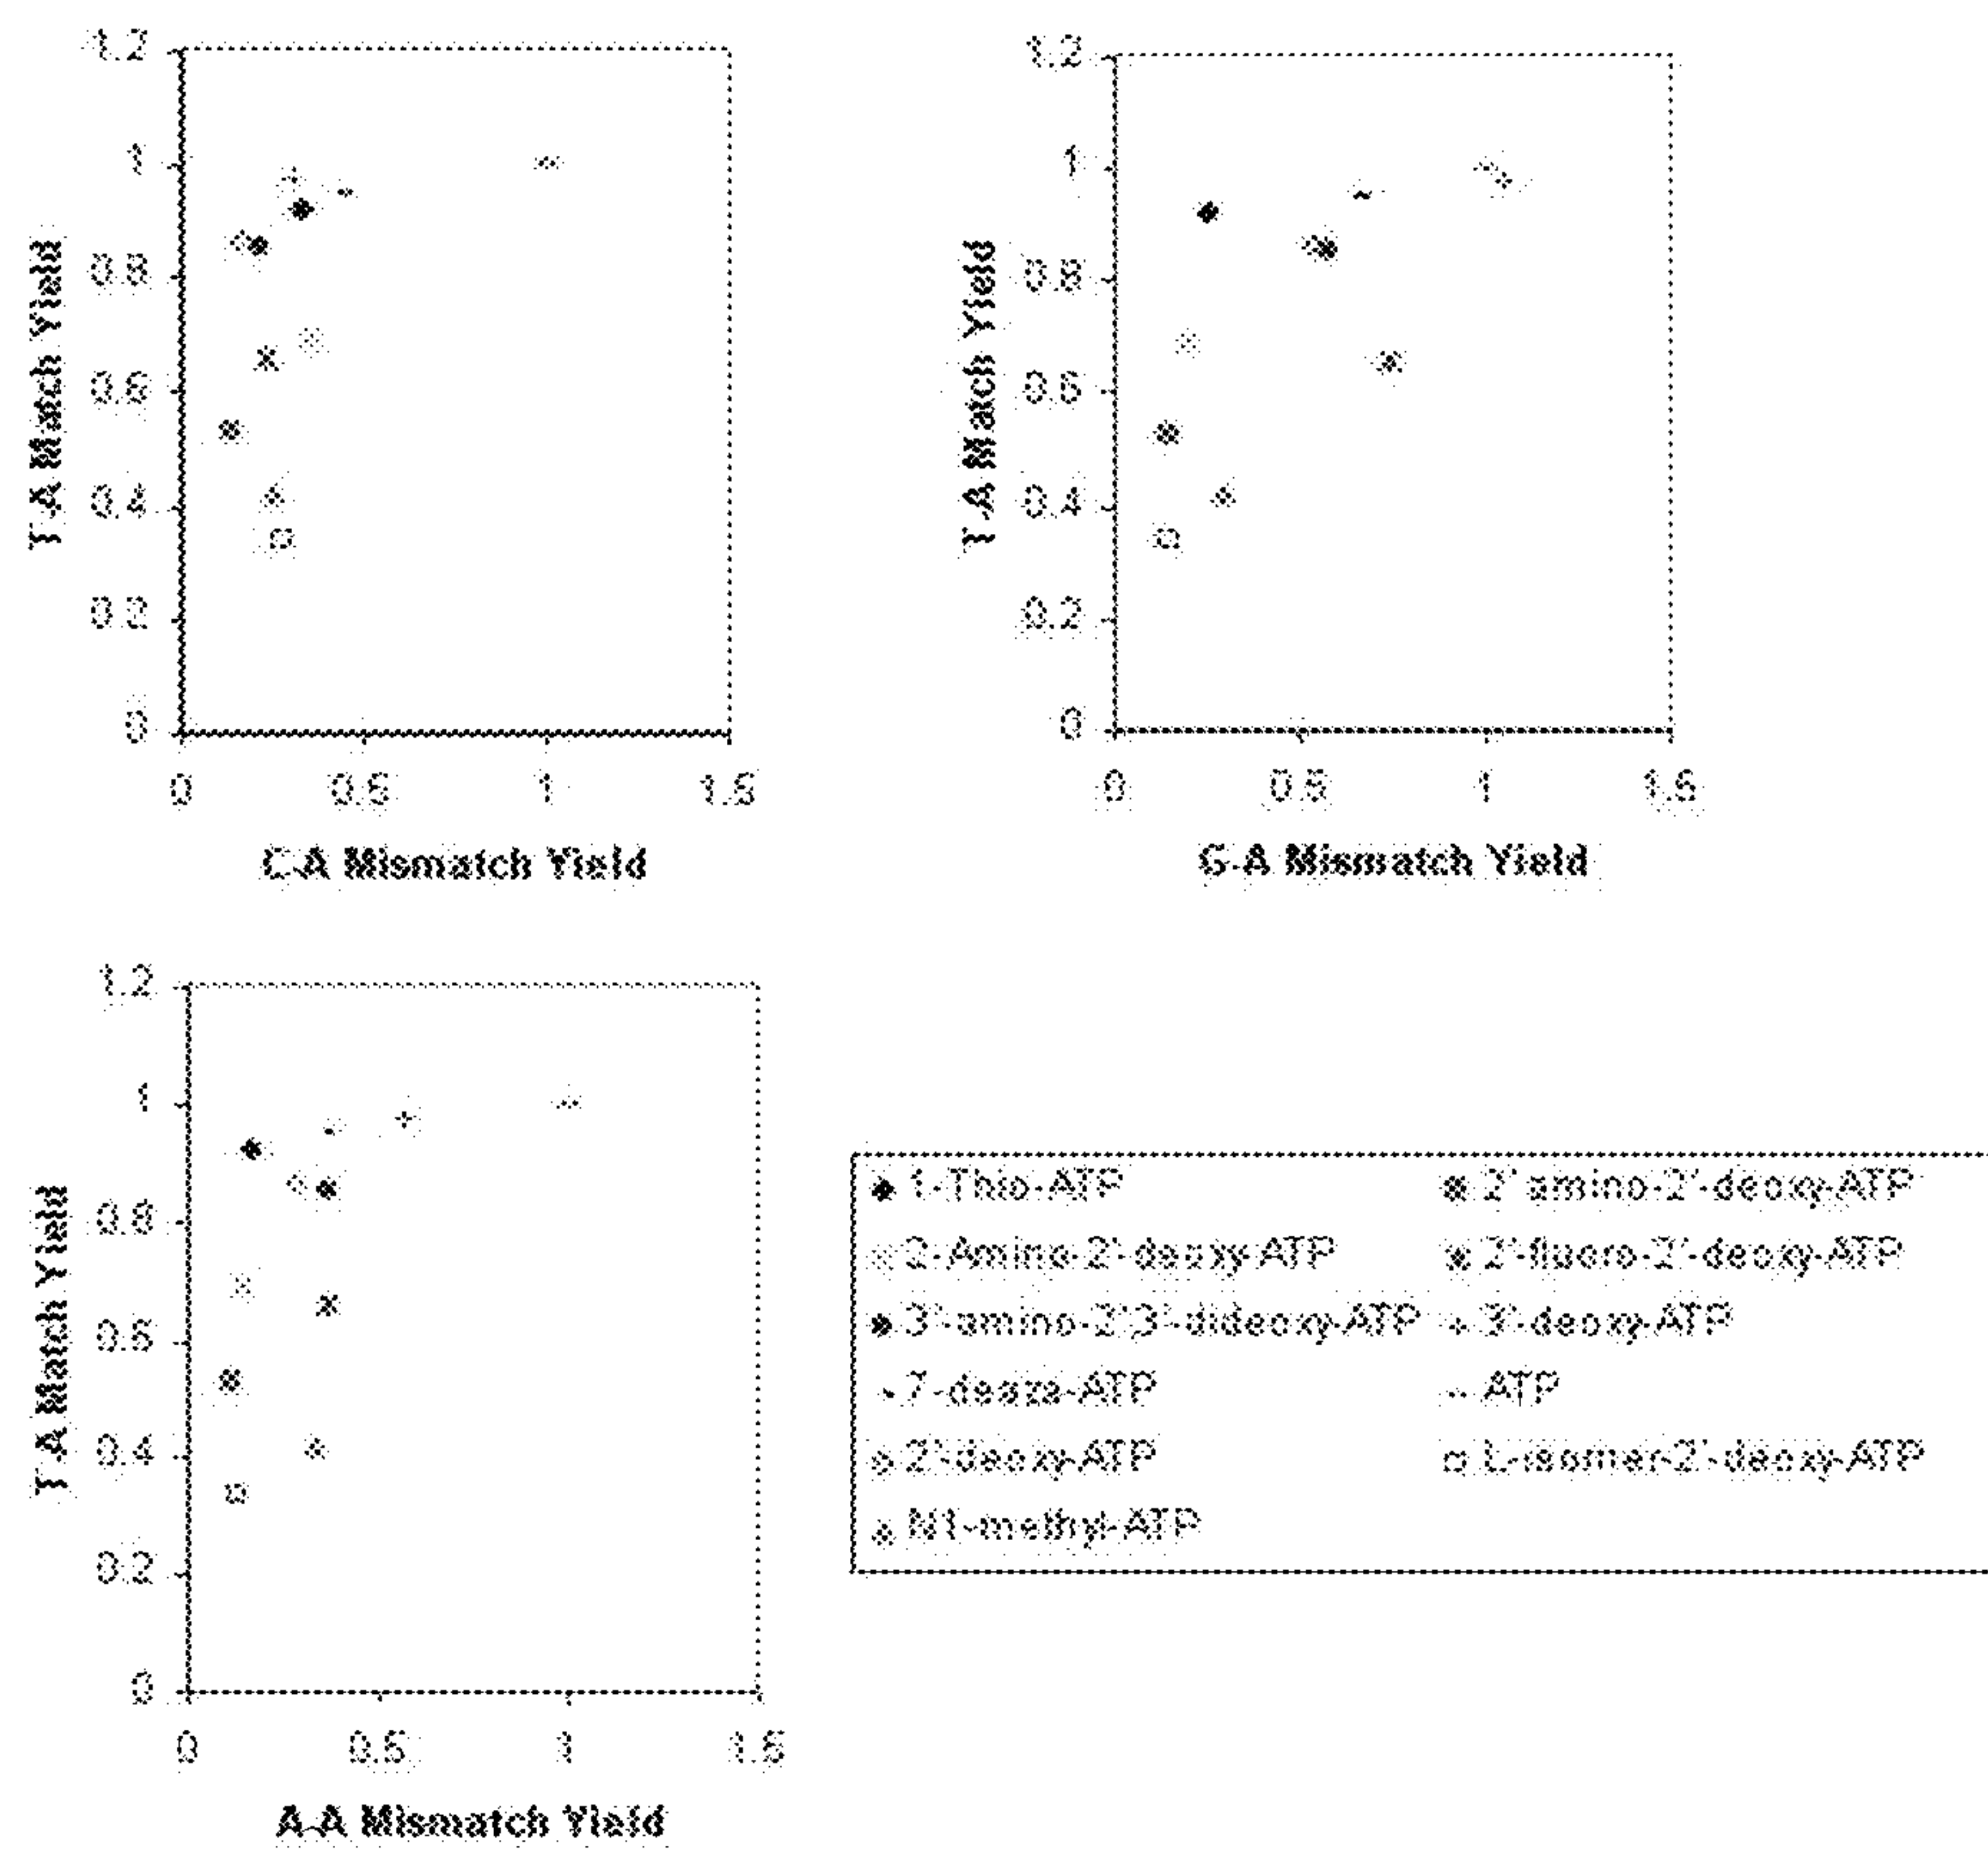 1.2
1
0.8
0.6
0.4
0.2
0
T-A Match Yield
0 0.5 1 1.5
C-A Mismatch Yield
1.2
1
0.8
0.6
0.4
0.2
0
T-A Match Yield
0 0.5 1 1.5
G-A Mismatch Yield
1.2
1
0.8
0.6
0.4
0.2
0
T-A Match Yield
0 0.5 1 1.5
A-A Mismatch Yield
1-Thio-ATP 2'-amino-2'-deoxy-ATP
2-Amino-2'-deoxy-ATP 2'-fluoro-2'-deoxy-ATP
3'-amino-2'3'-dideoxy-ATP 3'-deoxy-ATP
7-deaza-ATP ATP
2'-deoxy-ATP L-isomer-2'-deoxy-ATP
N1-methyl-ATP